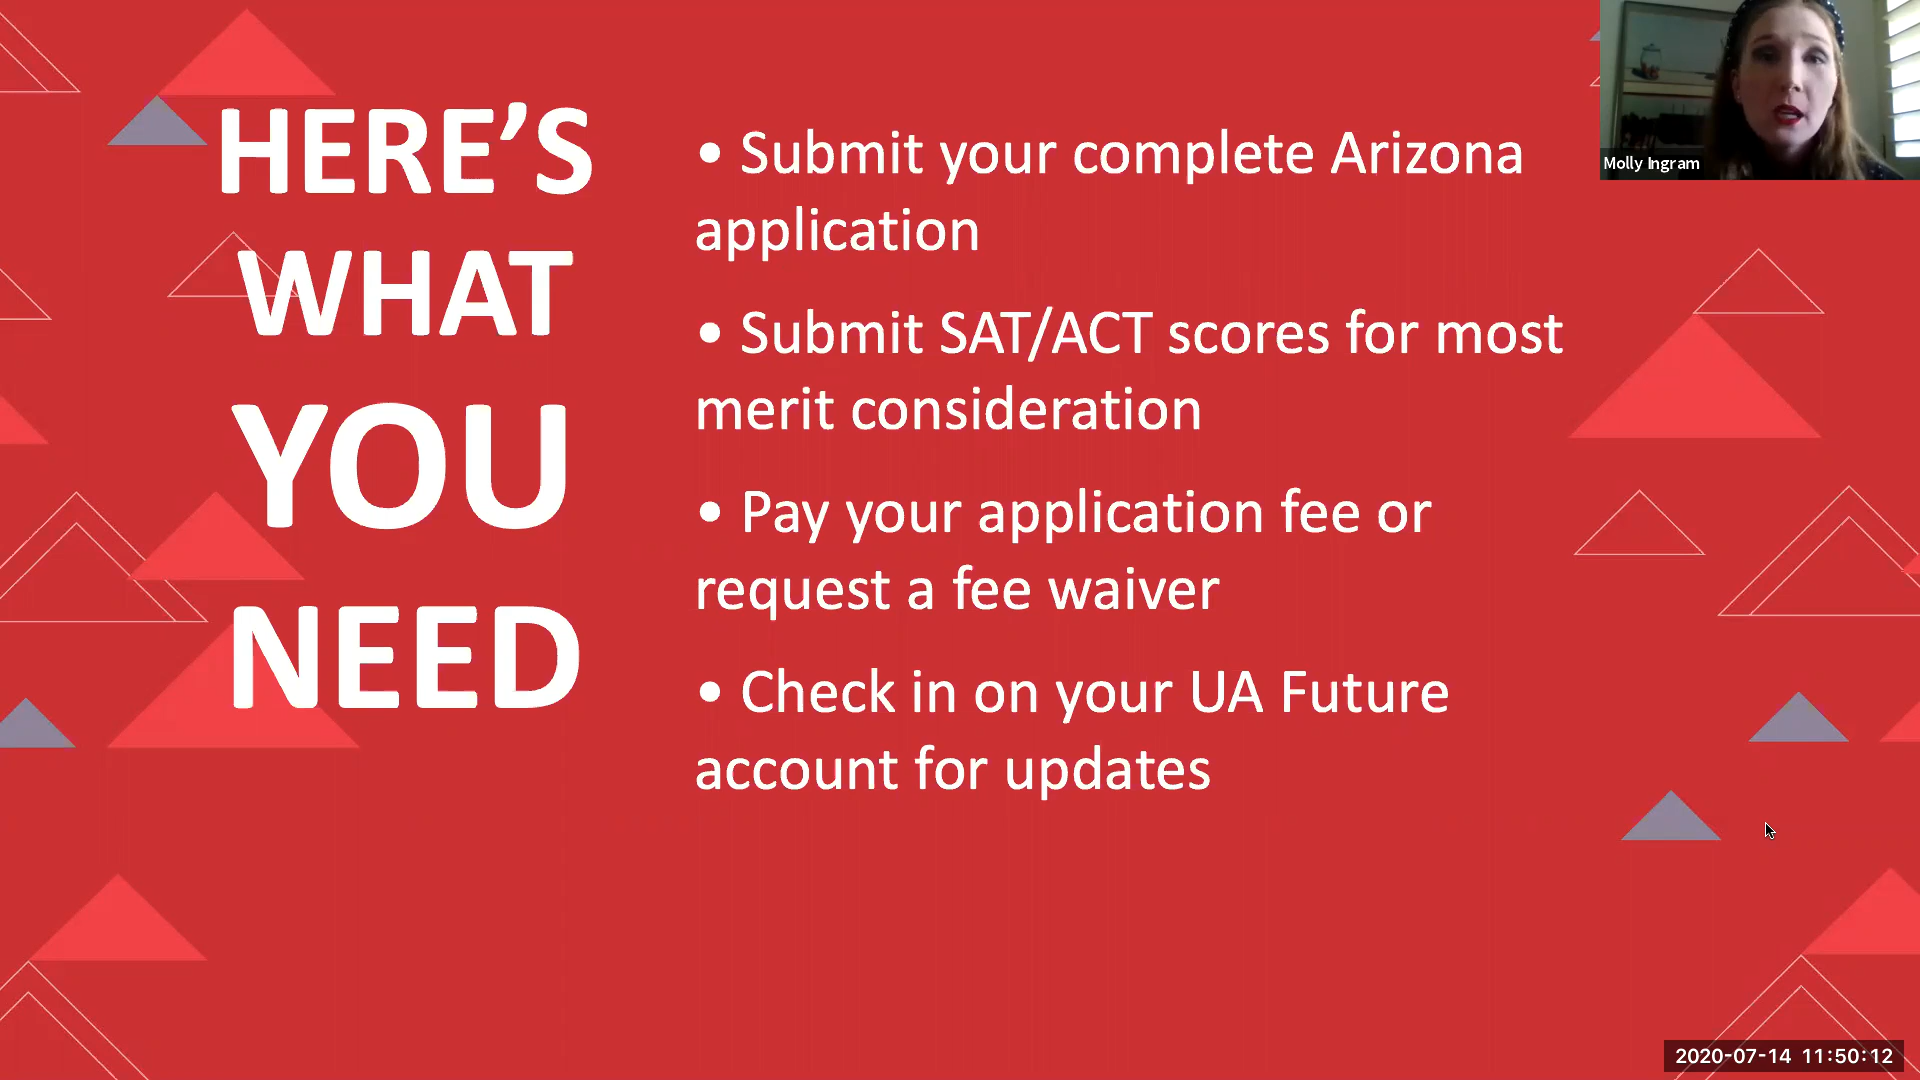 HERE’S
WHAT
YOU
NEED
• Submit your complete Arizona
application
• Submit SAT/ACT scores for most
merit consideration
• Pay your application fee or
request a fee waiver
• Check in on your UA Future
account for updates
Molly Ingram
2020-07-14 11:50:12